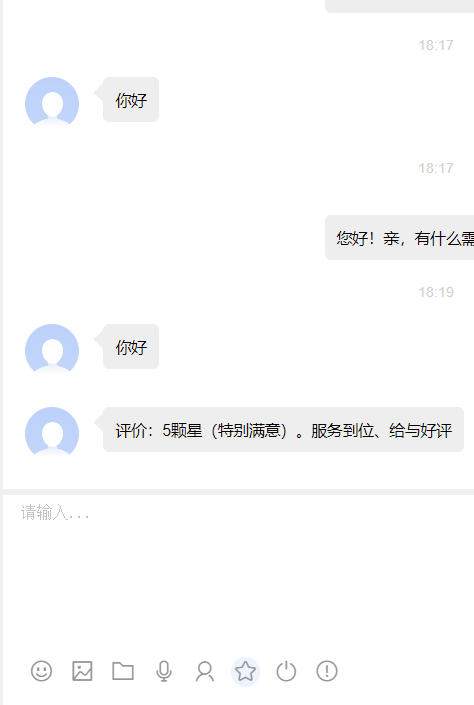 18:17
你好
18:17
您好！亲，有什么需
18:19
你好
评价：5颗星（特别满意）。服务到位、给与好评
请输入...